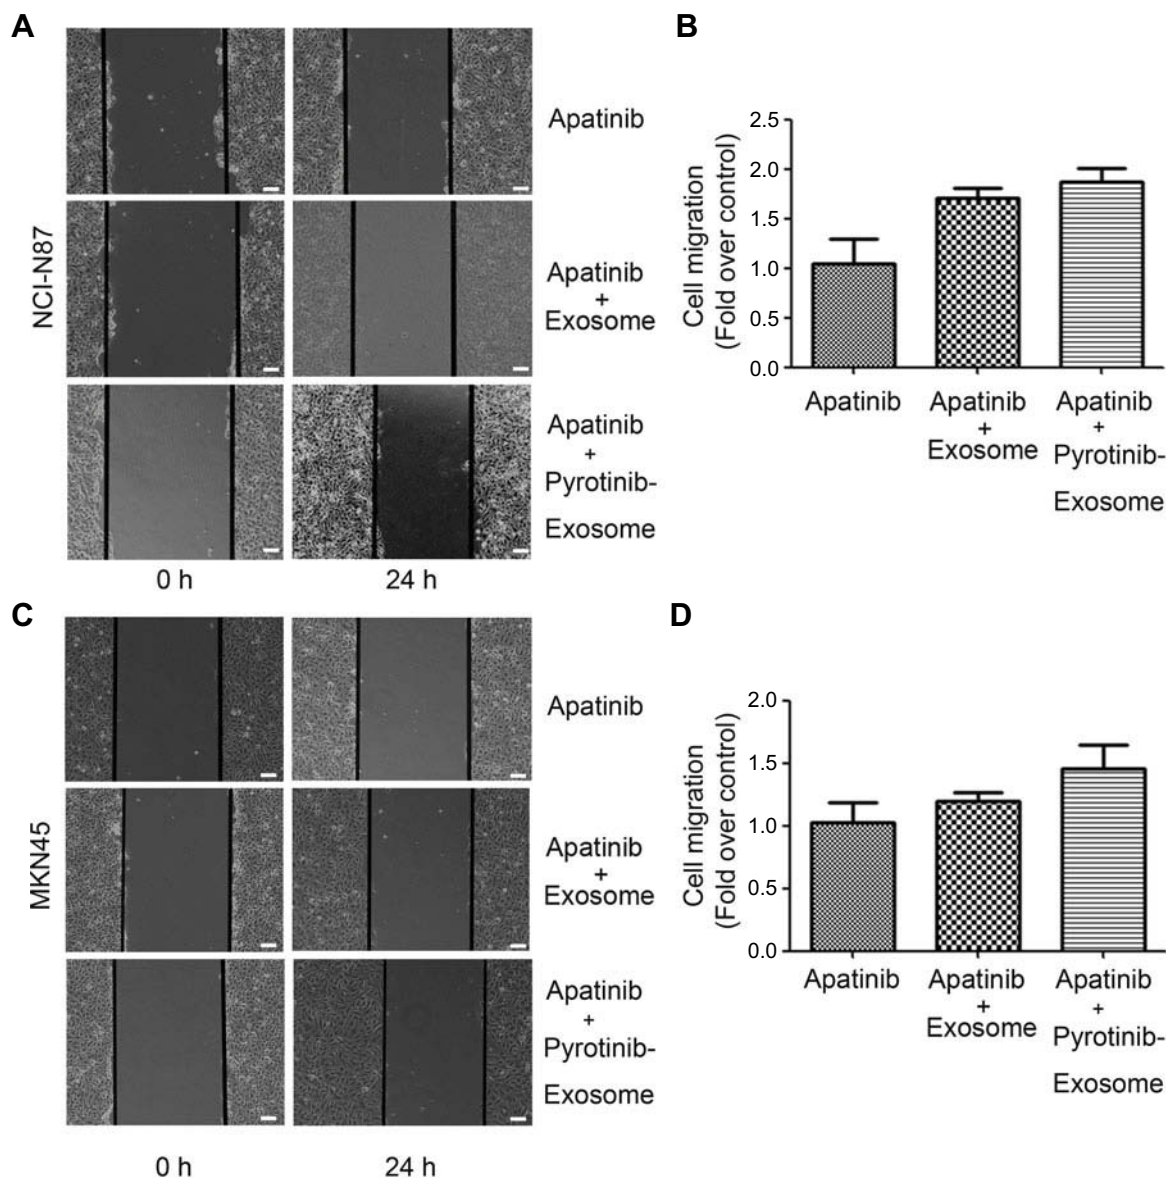 A
NCI-N87
Apatinib
Apatinib
+
Exosome
Apatinib
+
Pyrotinib-
Exosome
0 h
24 h
B
Cell migration
(Fold over control)
2.5
2.0
1.5
1.0
0.5
0.0
Apatinib
Apatinib
+
Exosome
Apatinib
+
Pyrotinib-
Exosome
C
MKN45
Apatinib
Apatinib
+
Exosome
Apatinib
+
Pyrotinib-
Exosome
0 h
24 h
D
Cell migration
(Fold over control)
2.0
1.5
1.0
0.5
0.0
Apatinib
Apatinib
+
Exosome
Apatinib
+
Pyrotinib-
Exosome